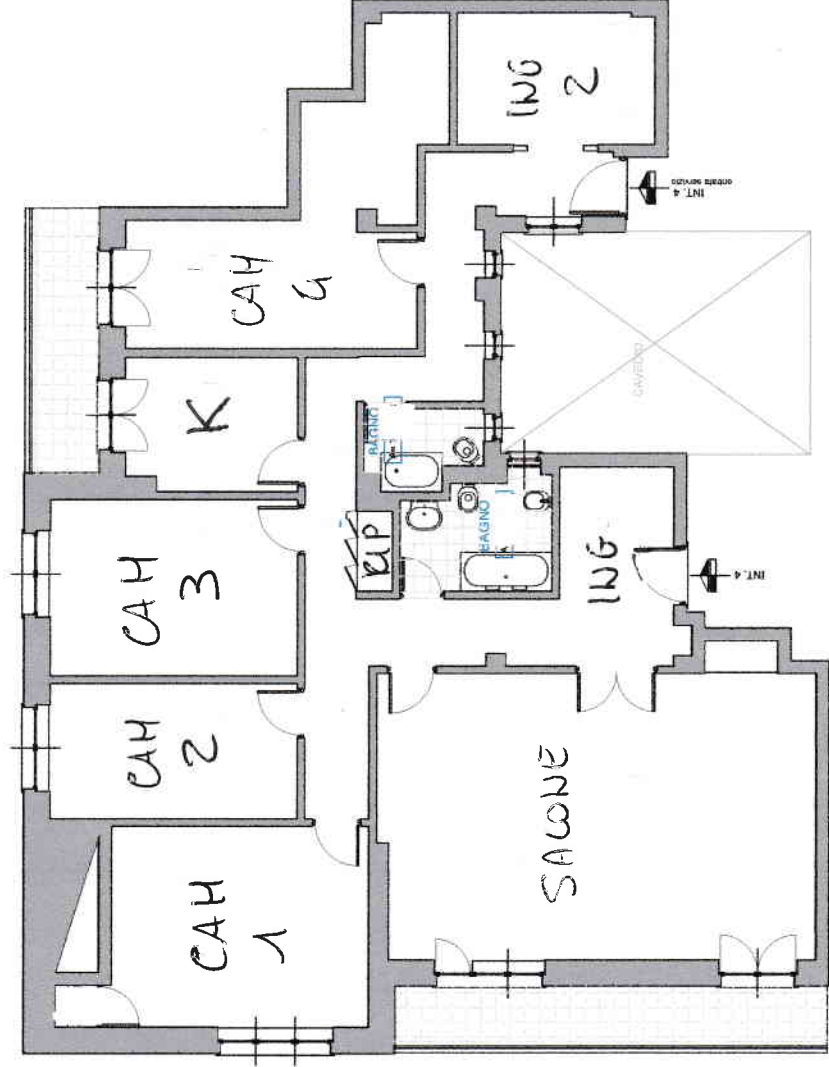 ING
2
INT. 4
entrata servizio
CAM
4
K
CAVEDIO
BAGNO
CAM
3
RIP
BAGNO
ING
INT. 4
CAM
2
SALONE
CAM
1